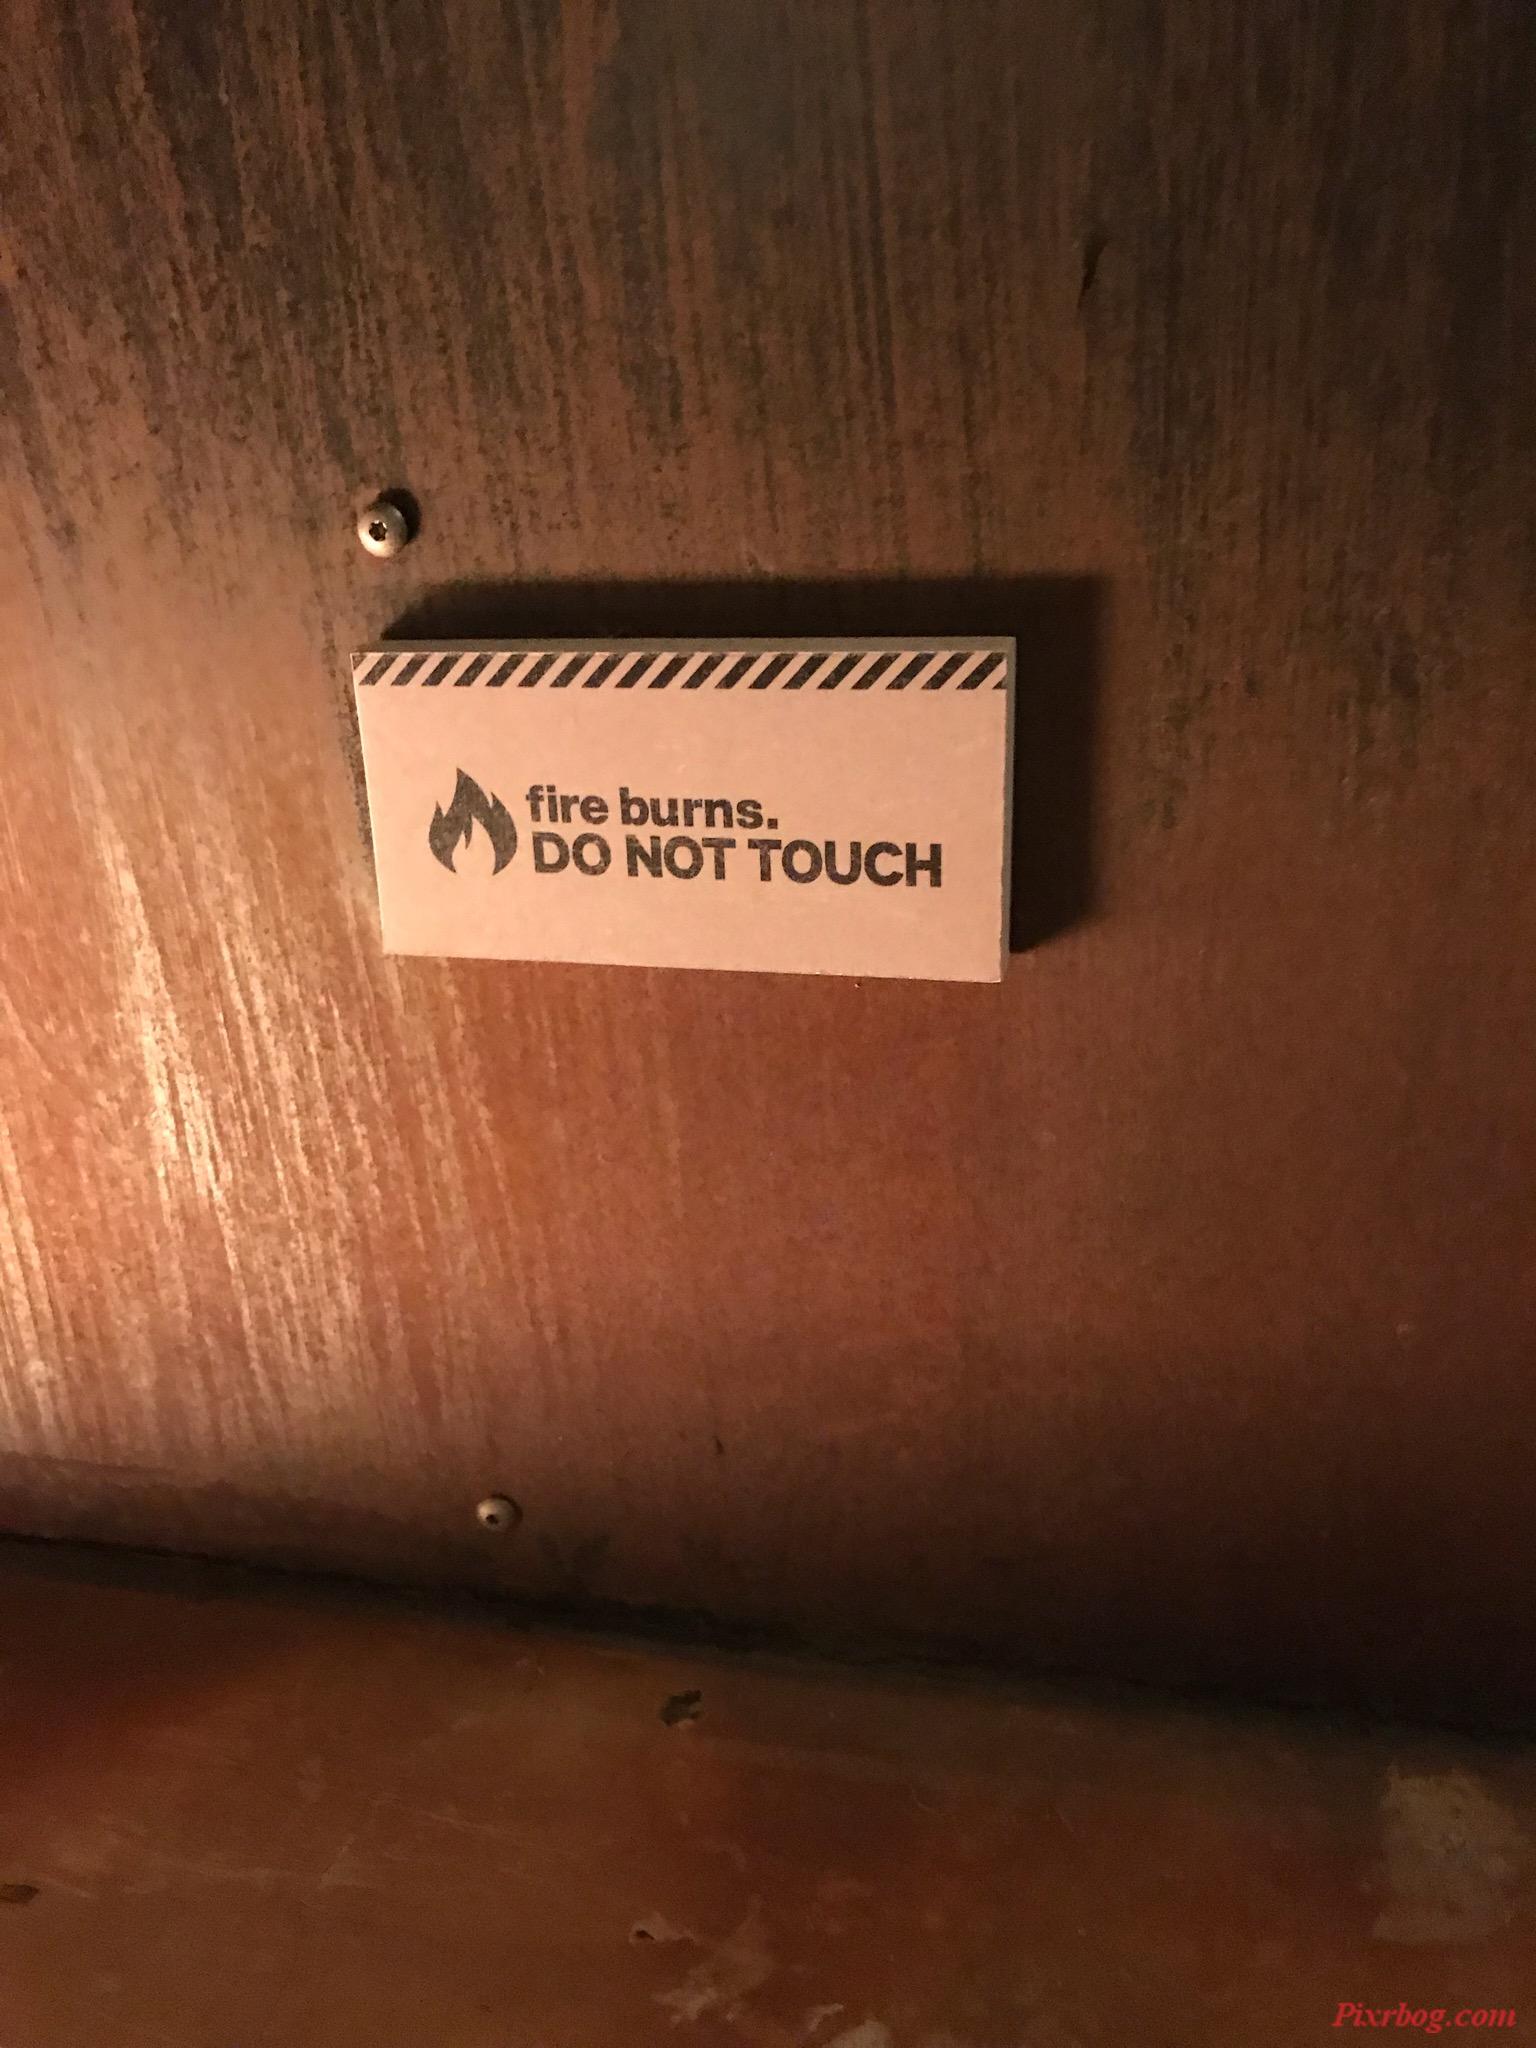 fire burns.
DO NOT TOUCH
Pixrbog.com